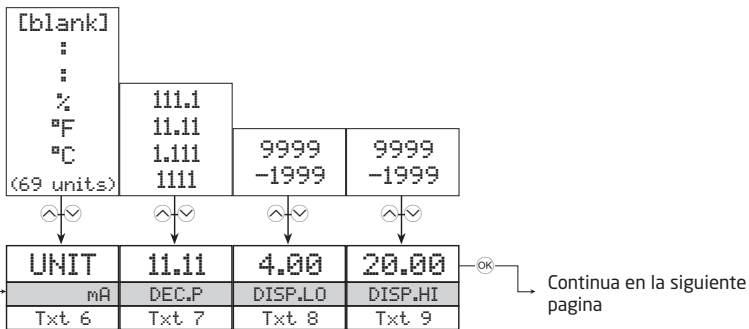 [blank]
:
:
%
°F
°C
(69 units)
111.1
11.11
1.111
1111
9999
-1999
9999
-1999
UNIT
mA
Txt 6
11.11
DEC.P
Txt 7
4.00
DISP.LO
Txt 8
20.00
DISP.HI
Txt 9
OK
Continua en la siguiente
pagina